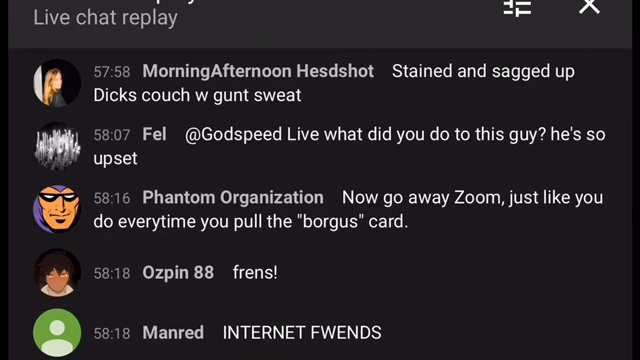 Live chat replay
57:58 MorningAfternoon Hesdshot Stained and sagged up
Dicks couch w gunt sweat
58:07 Fel @Godspeed Live what did you do to this guy? he's so
upset
58:16 Phantom Organization Now go away Zoom, just like you
do everytime you pull the "borgus" card.
58:18 Ozpin 88 frens!
58:18 Manred INTERNET FWENDS